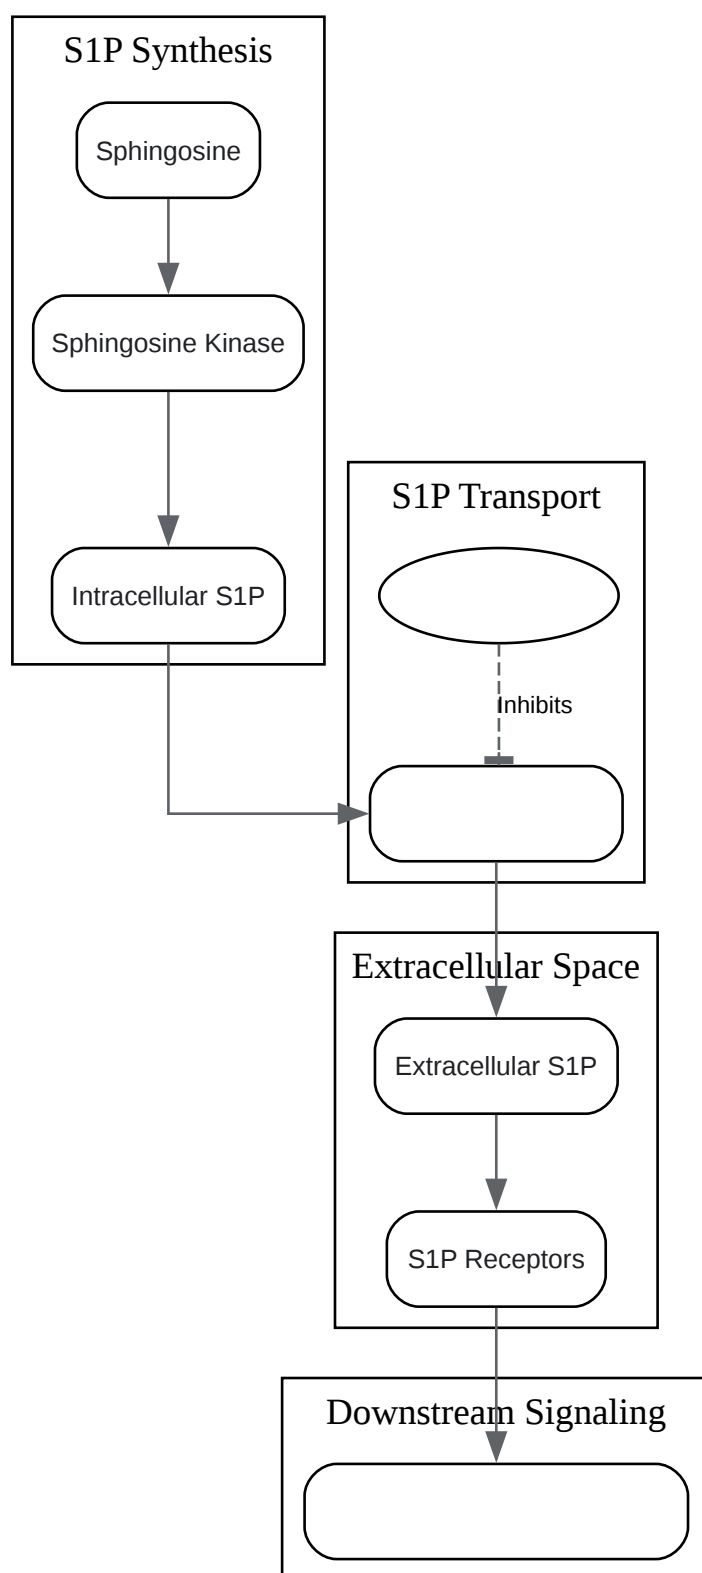 S1P Synthesis
Sphingosine
Sphingosine Kinase
Intracellular S1P
S1P Transport
Inhibits
Extracellular Space
Extracellular S1P
S1P Receptors
Downstream Signaling